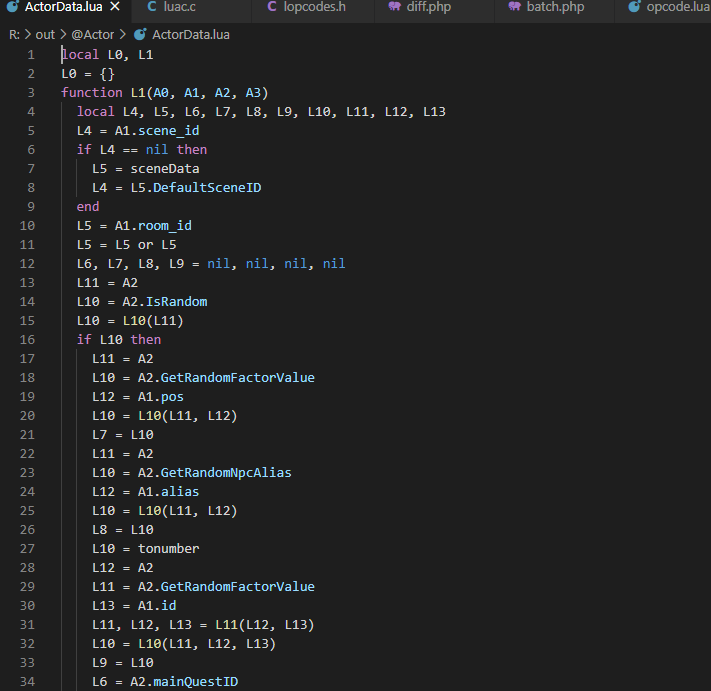 ActorData.lua luac.c lopcodes.h diff.php batch.php opcode.lua
R: > out > @Actor > ActorData.lua
1 local L0, L1
2 L0 = {}
3 function L1(A0, A1, A2, A3)
4 local L4, L5, L6, L7, L8, L9, L10, L11, L12, L13
5 L4 = A1.scene_id
6 if L4 == nil then
7 L5 = sceneData
8 L4 = L5.DefaultSceneID
9 end
10 L5 = A1.room_id
11 L5 = L5 or L5
12 L6, L7, L8, L9 = nil, nil, nil, nil
13 L11 = A2
14 L10 = A2.IsRandom
15 L10 = L10(L11)
16 if L10 then
17 L11 = A2
18 L10 = A2.GetRandomFactorValue
19 L12 = A1.pos
20 L10 = L10(L11, L12)
21 L7 = L10
22 L11 = A2
23 L10 = A2.GetRandomNpcAlias
24 L12 = A1.alias
25 L10 = L10(L11, L12)
26 L8 = L10
27 L10 = tonumber
28 L12 = A2
29 L11 = A2.GetRandomFactorValue
30 L13 = A1.id
31 L11, L12, L13 = L11(L12, L13)
32 L10 = L10(L11, L12, L13)
33 L9 = L10
34 L6 = A2.mainQuestID